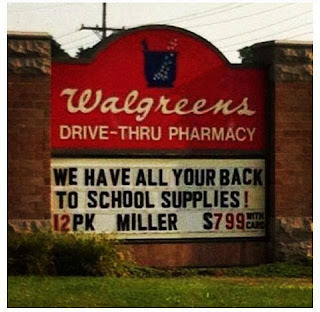 Walgreens
DRIVE-THRU PHARMACY
WE HAVE ALL YOUR BACK
TO SCHOOL SUPPLIES!
12PK MILLER $799 WITH CARD